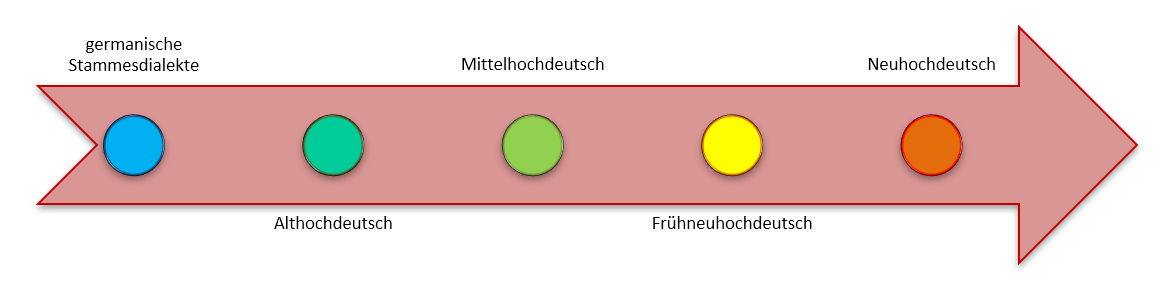 germanische
Stammesdialekte
Althochdeutsch
Mittelhochdeutsch
Frühneuhochdeutsch
Neuhochdeutsch